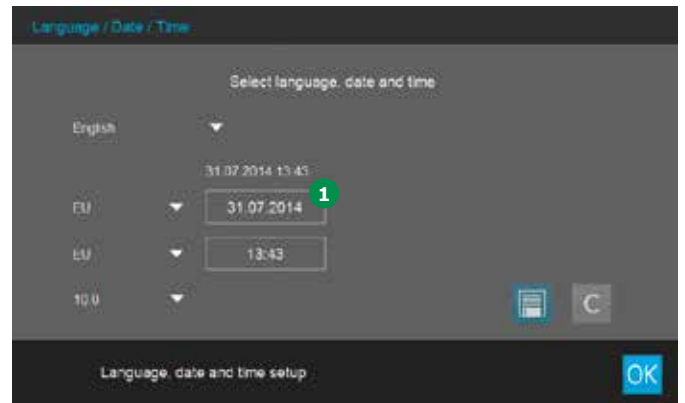 Language / Date / Time
Select language, date and time
English
31.07.2014 13:43
EU 31.07.2014 1
EU 13:43
10.0
C
Language, date and time setup
OK